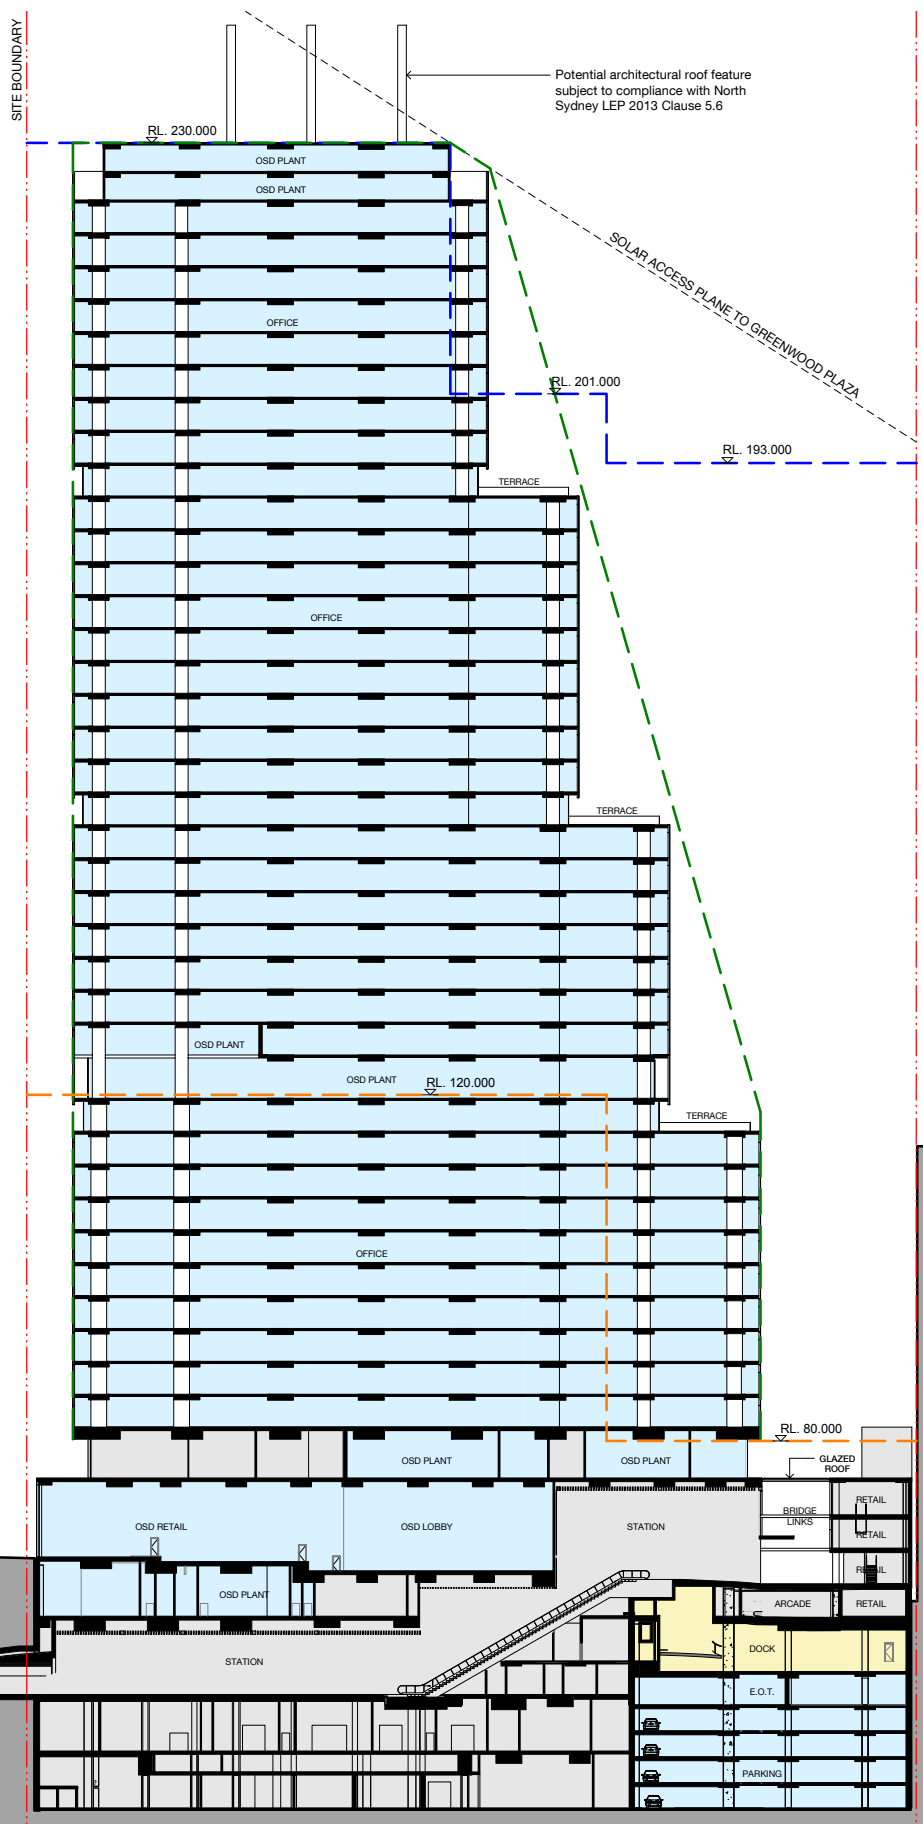 SITE BOUNDARY
Potential architectural roof feature
subject to compliance with North
Sydney LEP 2013 Clause 5.6
RL. 230.000
OSD PLANT
OSD PLANT
SOLAR ACCESS PLANE TO GREENWOOD PLAZA
OFFICE
RL. 201.000
RL. 193.000
TERRACE
OFFICE
TERRACE
OSD PLANT
OSD PLANT
RL. 120.000
TERRACE
OFFICE
RL. 80.000
OSD PLANT
OSD PLANT
GLAZED
ROOF
RETAIL
BRIDGE
LINKS
OSD RETAIL
OSD LOBBY
STATION
RETAIL
RETAIL
OSD PLANT
ARCADE
RETAIL
DOCK
STATION
E.O.T.
PARKING